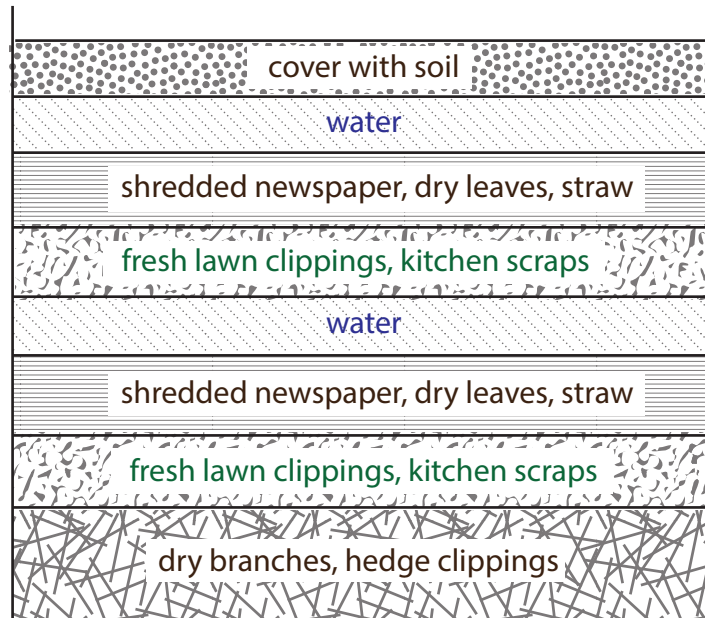 cover with soil
water
shredded newspaper, dry leaves, straw
fresh lawn clippings, kitchen scraps
water
shredded newspaper, dry leaves, straw
fresh lawn clippings, kitchen scraps
dry branches, hedge clippings